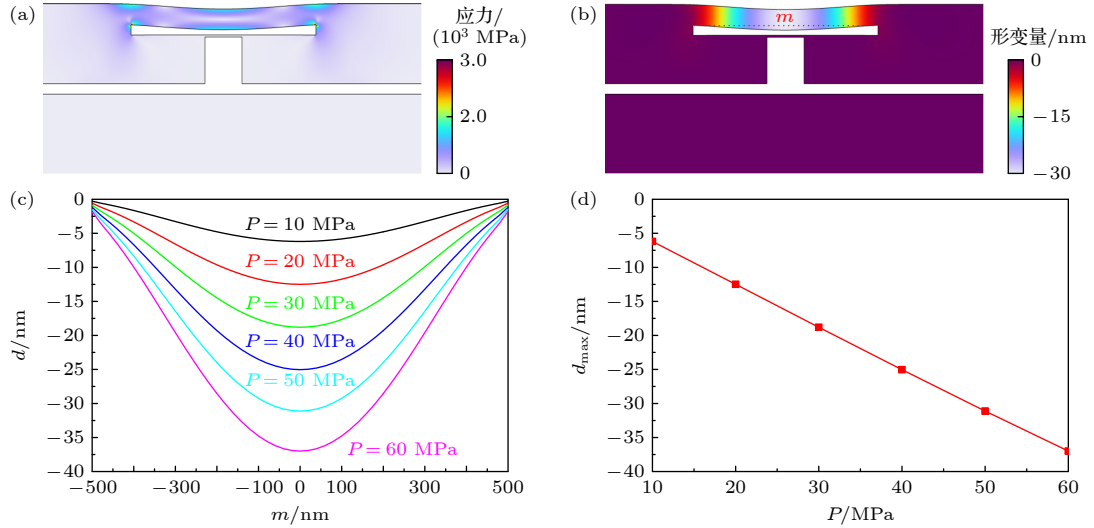 (a)
应力/
(10³ MPa)
3.0
2.0
0
(b)
m
形变量/nm
0
−15
−30
(c)
0
−5
−10
−15
−20
−25
−30
−35
−40
d/nm
P = 10 MPa
P = 20 MPa
P = 30 MPa
P = 40 MPa
P = 50 MPa
P = 60 MPa
−500 −300 −100 0 100 300 500
m/nm
(d)
0
−5
−10
−15
−20
−25
−30
−35
−40
dmax/nm
10 20 30 40 50 60
P/MPa